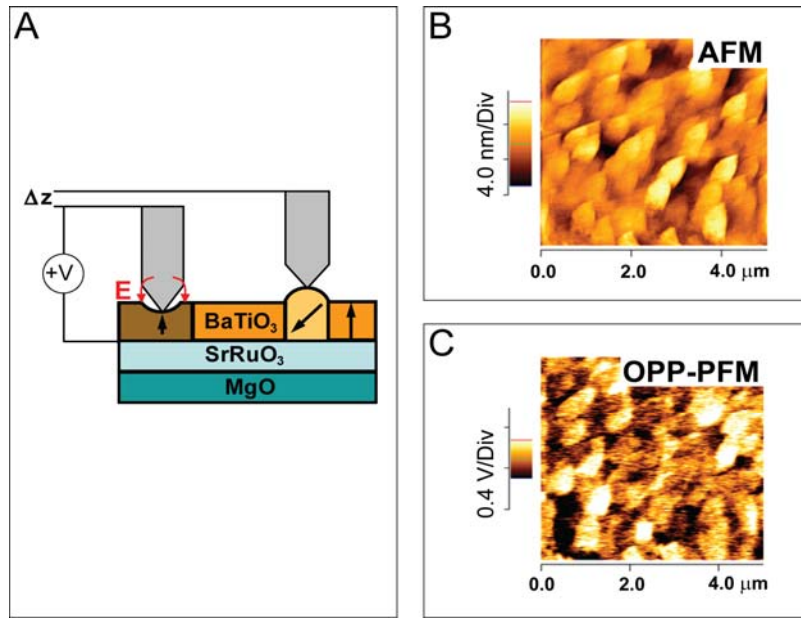 A
Δz
+V
E
BaTiO₃
SrRuO₃
MgO
B
AFM
4.0 nm/Div
0.0 2.0 4.0 μm
C
OPP-PFM
0.4 V/Div
0.0 2.0 4.0 μm